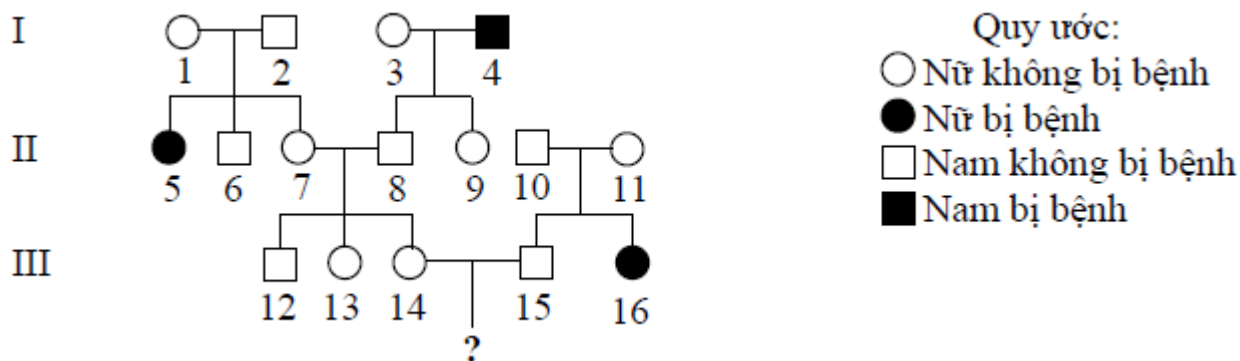 I
1 2 3 4
II
5 6 7 8 9 10 11
III
12 13 14 15 16
?
Quy ước:
Nữ không bị bệnh
Nữ bị bệnh
Nam không bị bệnh
Nam bị bệnh